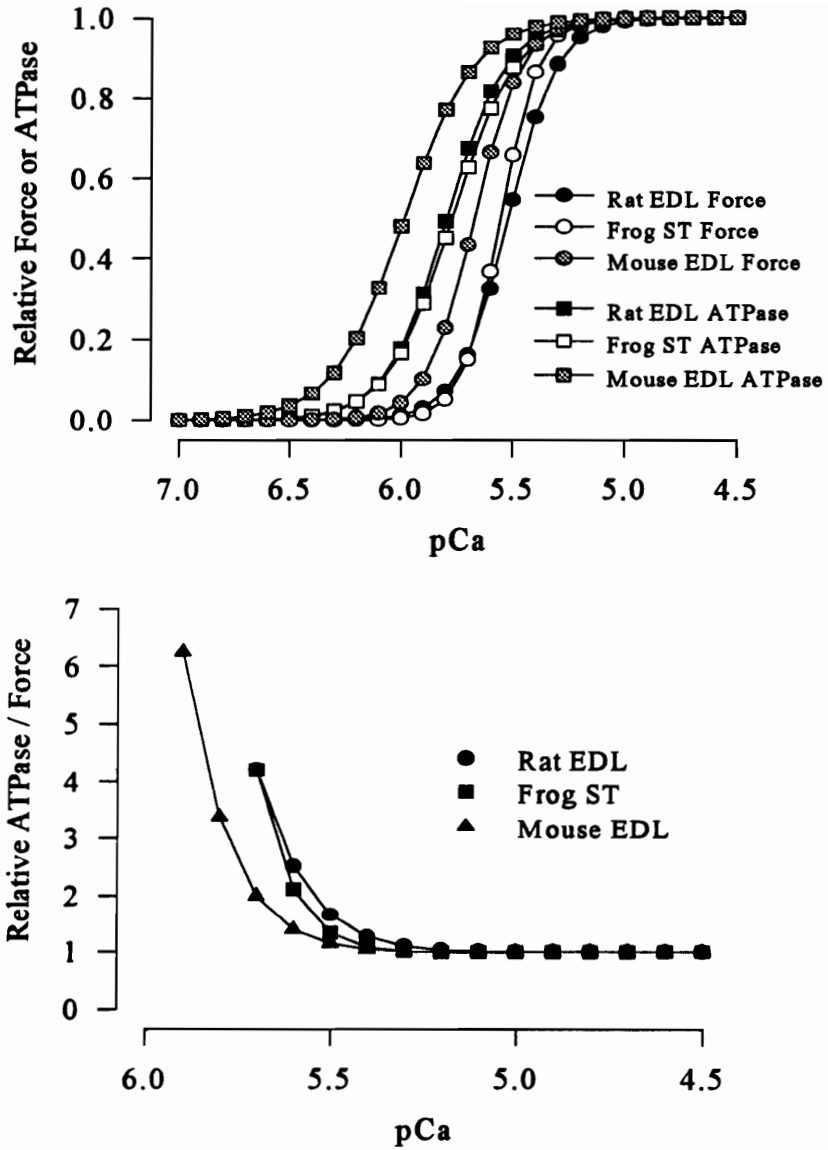 Relative Force or ATPase
1.0
0.8
0.6
0.4
0.2
0.0
Rat EDL Force
Frog ST Force
Mouse EDL Force
Rat EDL ATPase
Frog ST ATPase
Mouse EDL ATPase
7.0 6.5 6.0 5.5 5.0 4.5
pCa
Relative ATPase / Force
7
6
5
4
3
2
1
0
Rat EDL
Frog ST
Mouse EDL
6.0 5.5 5.0 4.5
pCa